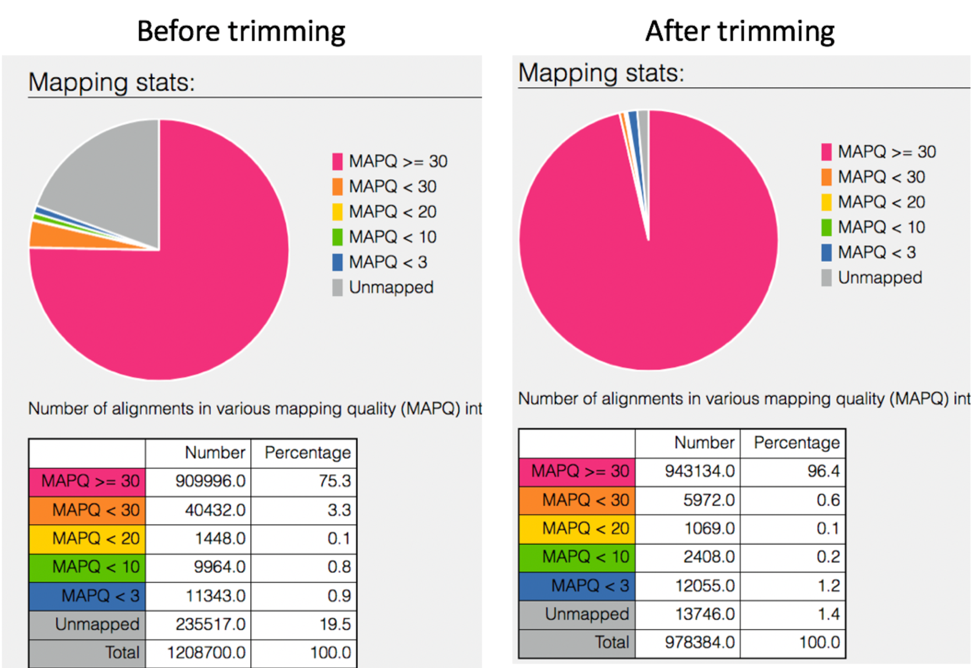 Before trimming
Mapping stats:
MAPQ >= 30
MAPQ < 30
MAPQ < 20
MAPQ < 10
MAPQ < 3
Unmapped
Number of alignments in various mapping quality (MAPQ) int
Number Percentage
MAPQ >= 30 909996.0 75.3
MAPQ < 30 40432.0 3.3
MAPQ < 20 1448.0 0.1
MAPQ < 10 9964.0 0.8
MAPQ < 3 11343.0 0.9
Unmapped 235517.0 19.5
Total 1208700.0 100.0
After trimming
Mapping stats:
MAPQ >= 30
MAPQ < 30
MAPQ < 20
MAPQ < 10
MAPQ < 3
Unmapped
Number of alignments in various mapping quality (MAPQ) int
Number Percentage
MAPQ >= 30 943134.0 96.4
MAPQ < 30 5972.0 0.6
MAPQ < 20 1069.0 0.1
MAPQ < 10 2408.0 0.2
MAPQ < 3 12055.0 1.2
Unmapped 13746.0 1.4
Total 978384.0 100.0